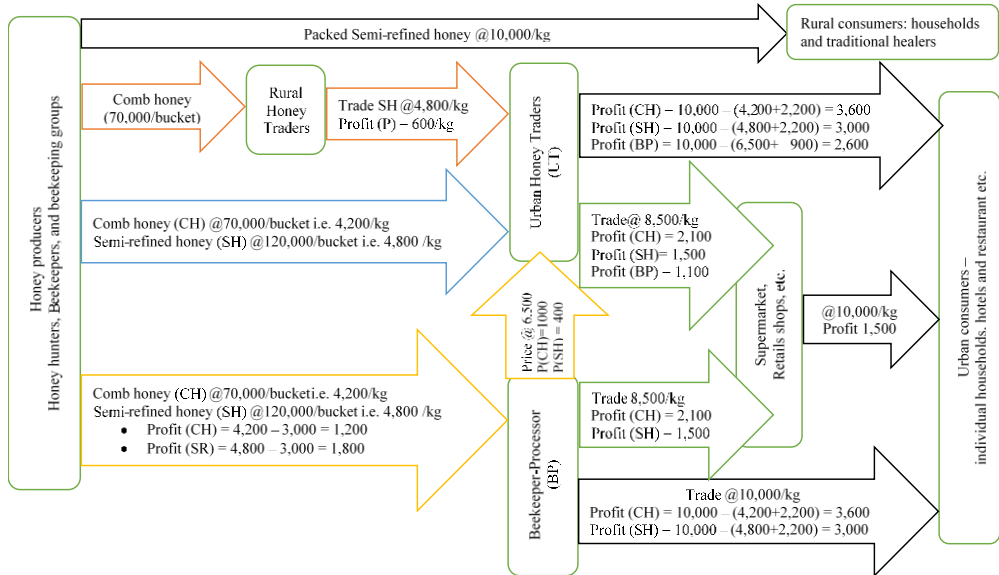 Honey producers
Honey hunters, Beekeepers, and beekeeping groups
Packed Semi-refined honey @10,000/kg
Rural consumers: households
and traditional healers
Comb honey
(70,000/bucket)
Rural
Honey
Traders
Trade SH @4,800/kg
Profit (P) – 600/kg
Urban Honey Traders
(UT)
Profit (CH) – 10,000 – (4,200+2,200) = 3,600
Profit (SH) – 10,000 – (4,800+2,200) = 3,000
Profit (BP) = 10,000 – (6,500+ 900) = 2,600
Comb honey (CH) @70,000/bucket i.e. 4,200/kg
Semi-refined honey (SH) @120,000/bucket i.e. 4,800 /kg
Trade@ 8,500/kg
Profit (CH) = 2,100
Profit (SH)= 1,500
Profit (BP) – 1,100
Price @ 6,500
P(CH)=1000
P(SH) = 400
Supermarket,
Retails shops, etc.
@10,000/kg
Profit 1,500
Urban consumers –
individual households, hotels and restaurant etc.
Comb honey (CH) @70,000/bucketi.e. 4,200/kg
Semi-refined honey (SH) @120,000/bucket i.e. 4,800 /kg
• Profit (CH) = 4,200 – 3,000 = 1,200
• Profit (SR) = 4,800 – 3,000 = 1,800
Beekeeper-Processor
(BP)
Trade 8,500/kg
Profit (CH) = 2,100
Profit (SH) – 1,500
Trade @10,000/kg
Profit (CH) = 10,000 – (4,200+2,200) = 3,600
Profit (SH) – 10,000 – (4,800+2,200) = 3,000